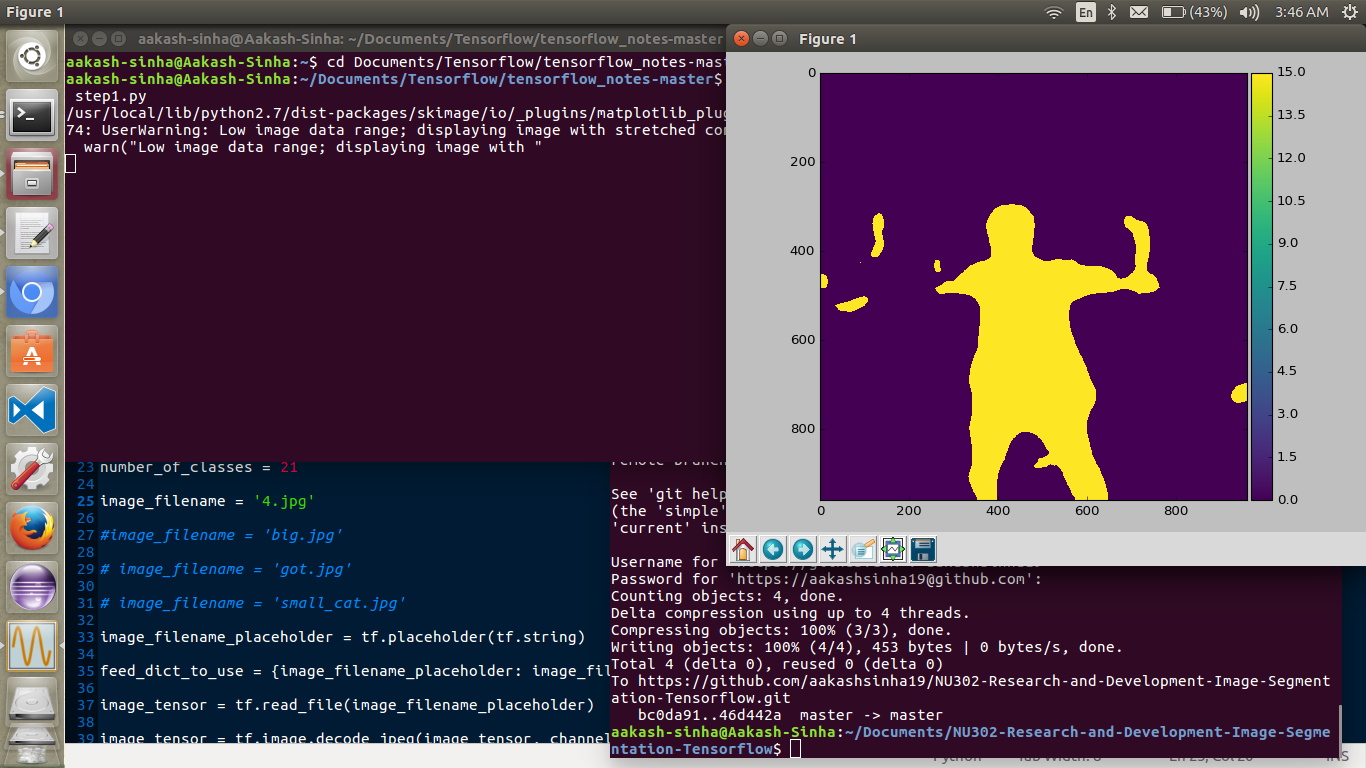 Figure 1
En
(43%)
3:46 AM
aakash-sinha@Aakash-Sinha: ~/Documents/Tensorflow/tensorflow_notes-master
aakash-sinha@Aakash-Sinha:~$ cd Documents/Tensorflow/tensorflow_notes-mast
aakash-sinha@Aakash-Sinha:~/Documents/Tensorflow/tensorflow_notes-master$
step1.py
/usr/local/lib/python2.7/dist-packages/skimage/io/_plugins/matplotlib_plug
74: UserWarning: Low image data range; displaying image with stretched con
warn("Low image data range; displaying image with "
Figure 1
0
200
400
600
800
0
200
400
600
800
15.0
13.5
12.0
10.5
9.0
7.5
6.0
4.5
3.0
1.5
0.0
23 number_of_classes = 21
24
25 image_filename = '4.jpg'
26
27 #image_filename = 'big.jpg'
28
29 # image_filename = 'got.jpg'
30
31 # image_filename = 'small_cat.jpg'
32
33 image_filename_placeholder = tf.placeholder(tf.string)
34
35 feed_dict_to_use = {image_filename_placeholder: image_fil
36
37 image_tensor = tf.read_file(image_filename_placeholder)
38
39 image_tensor = tf.image.decode_jpeg(image_tensor, channel
See 'git help
(the 'simple'
'current' ins
Username for
Password for 'https://aakashsinha19@github.com':
Counting objects: 4, done.
Delta compression using up to 4 threads.
Compressing objects: 100% (3/3), done.
Writing objects: 100% (4/4), 453 bytes | 0 bytes/s, done.
Total 4 (delta 0), reused 0 (delta 0)
To https://github.com/aakashsinha19/NU302-Research-and-Development-Image-Segment
ation-Tensorflow.git
bc0da91..46d442a master -> master
aakash-sinha@Aakash-Sinha:~/Documents/NU302-Research-and-Development-Image-Segme
ntation-Tensorflow$
INS